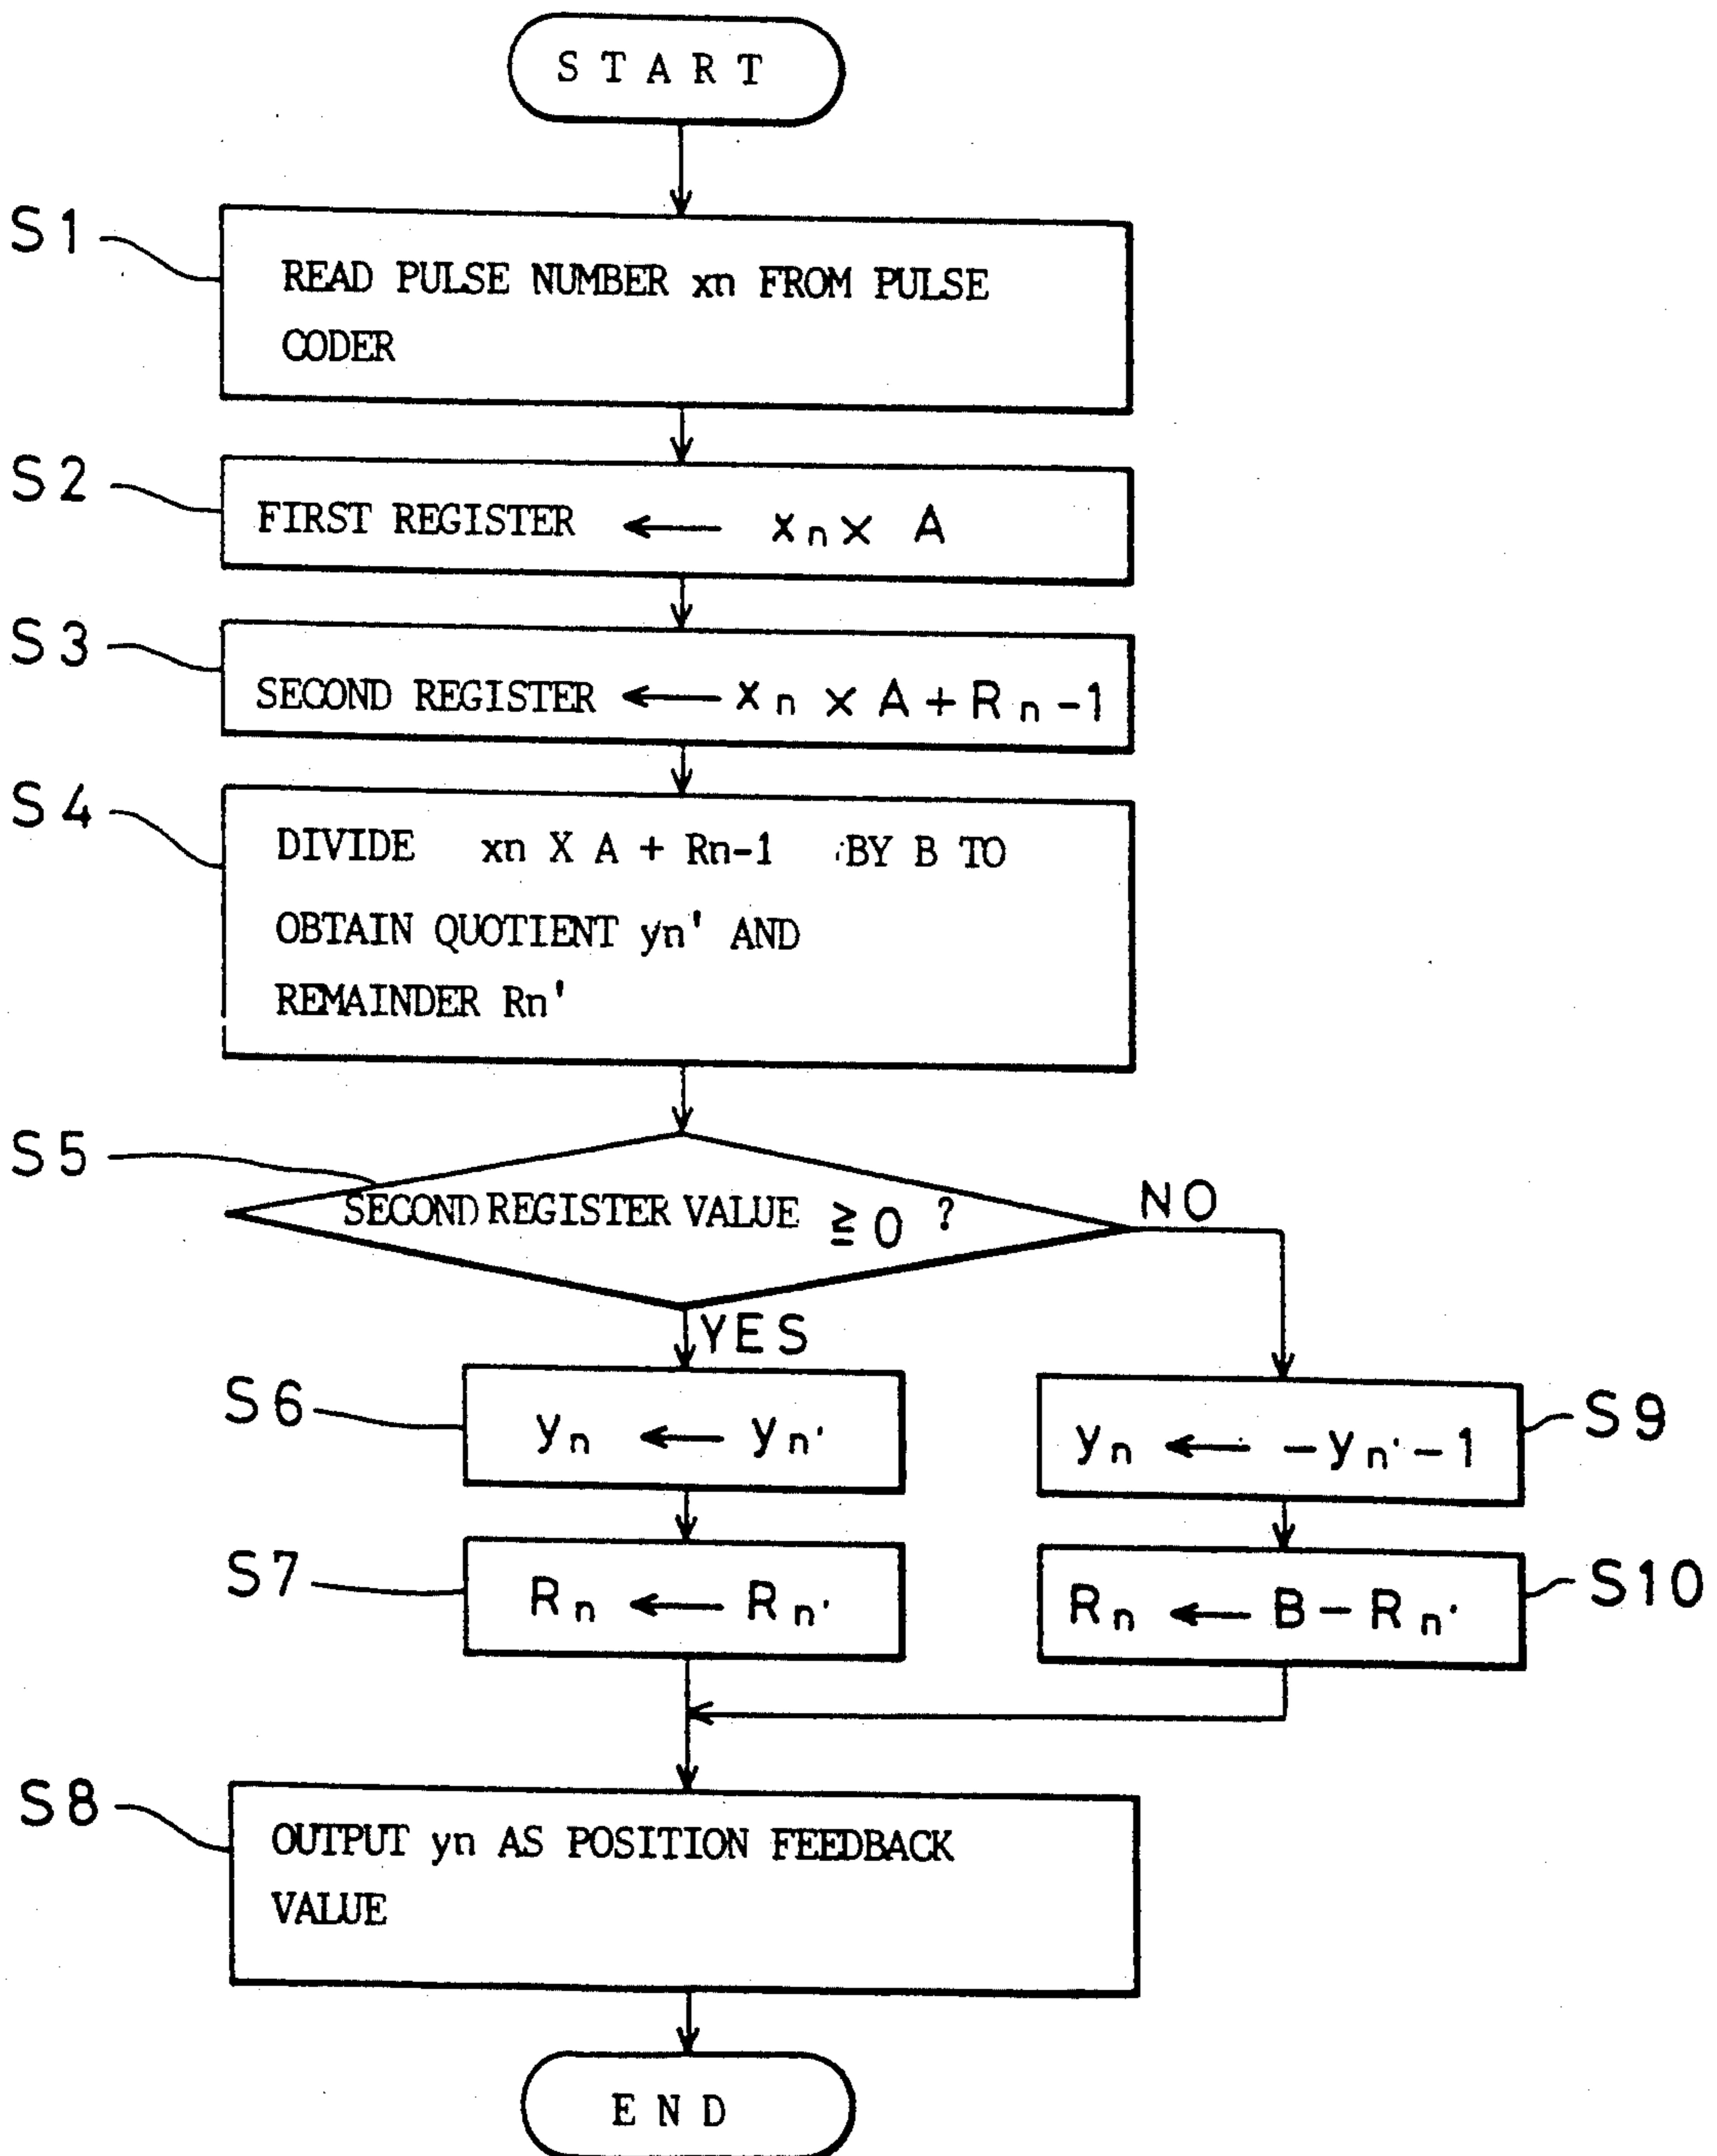 START
S1
READ PULSE NUMBER xn FROM PULSE
CODER
S2
FIRST REGISTER ← xn × A
S3
SECOND REGISTER ← xn × A + Rn-1
S4
DIVIDE xn X A + Rn-1 BY B TO
OBTAIN QUOTIENT yn' AND
REMAINDER Rn'
S5
SECOND REGISTER VALUE ≧ 0 ?
NO
YES
S6
yn ← yn'
S9
yn ← -yn'-1
S7
Rn ← Rn'
S10
Rn ← B-Rn'
S8
OUTPUT yn AS POSITION FEEDBACK
VALUE
END